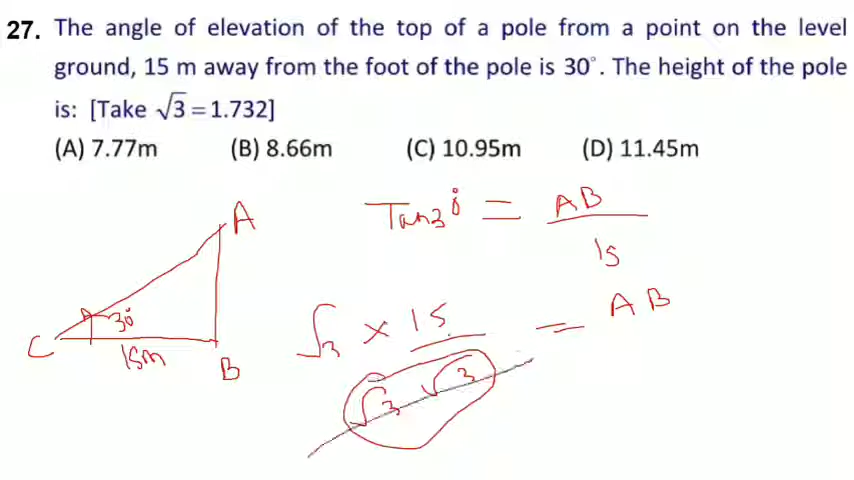 27. The angle of elevation of the top of a pole from a point on the level
ground, 15 m away from the foot of the pole is 30°. The height of the pole
is: [Take √3 = 1.732]
(A) 7.77m (B) 8.66m (C) 10.95m (D) 11.45m
A
Tan30 = AB
15
√3 × 15 = AB
√3 √3
30
C
15m
B